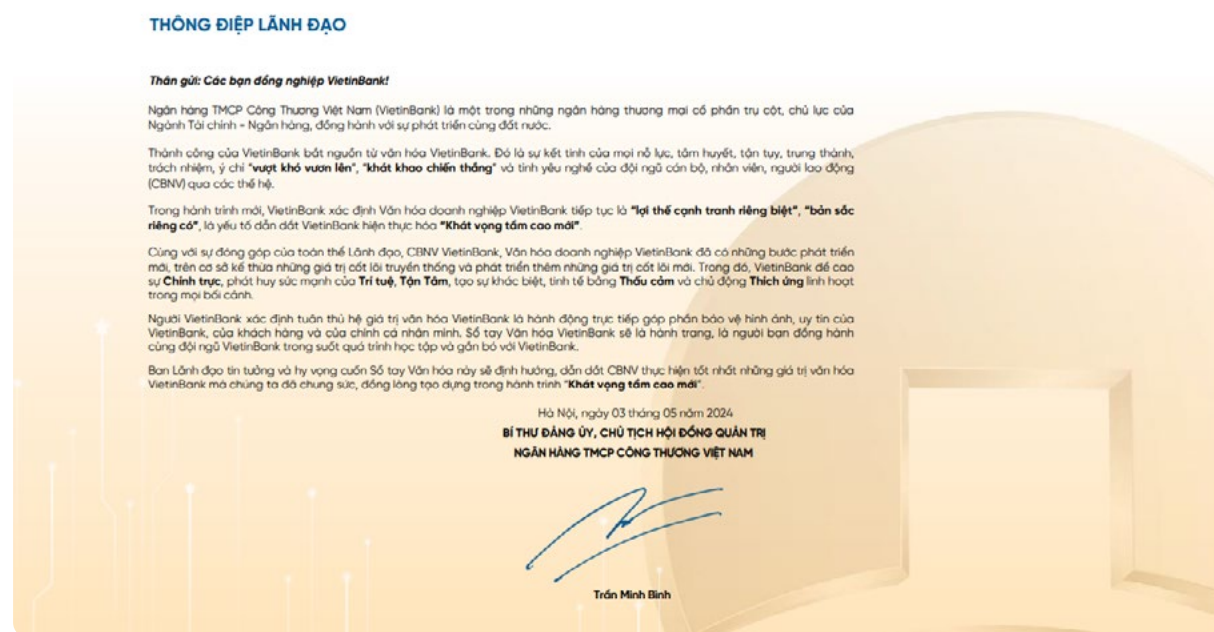 THÔNG ĐIỆP LÃNH ĐẠO
Thân gửi: Các bạn đồng nghiệp VietinBank!
Ngân hàng TMCP Công Thương Việt Nam (VietinBank) là một trong những ngân hàng thương mại cổ phần trụ cột, chủ lực của
Ngành Tài chính - Ngân hàng, đồng hành với sự phát triển cùng đất nước.
Thành công của VietinBank bắt nguồn từ văn hóa VietinBank. Đó là sự kết tinh của mọi nỗ lực, tâm huyết, tận tụy, trung thành,
trách nhiệm, ý chí "vượt khó vươn lên", "khát khao chiến thắng" và tình yêu nghề của đội ngũ cán bộ, nhân viên, người lao động
(CBNV) qua các thế hệ.
Trong hành trình mới, VietinBank xác định Văn hóa doanh nghiệp VietinBank tiếp tục là "lợi thế cạnh tranh riêng biệt", "bản sắc
riêng có", là yếu tố dẫn dắt VietinBank hiện thực hóa "Khát vọng tầm cao mới".
Cùng với sự đóng góp của toàn thể Lãnh đạo, CBNV VietinBank, Văn hóa doanh nghiệp VietinBank đã có những bước phát triển
mới, trên cơ sở kế thừa những giá trị cốt lõi truyền thống và phát triển thêm những giá trị cốt lõi mới. Trong đó, VietinBank đề cao
sự Chính trực, phát huy sức mạnh của Trí tuệ, Tận Tâm, tạo sự khác biệt, tinh tế bằng Thấu cảm và chủ động Thích ứng linh hoạt
trong mọi bối cảnh.
Người VietinBank xác định tuân thủ hệ giá trị văn hóa VietinBank là hành động trực tiếp góp phần bảo vệ hình ảnh, uy tín của
VietinBank, của khách hàng và của chính cá nhân mình. Sổ tay Văn hóa VietinBank sẽ là hành trang, là người bạn đồng hành
cùng đội ngũ VietinBank trong suốt quá trình học tập và gắn bó với VietinBank.
Ban Lãnh đạo tin tưởng và hy vọng cuốn Sổ tay Văn hóa này sẽ định hướng, dẫn dắt CBNV thực hiện tốt nhất những giá trị văn hóa
VietinBank mà chúng ta đã chung sức, đồng lòng tạo dựng trong hành trình "Khát vọng tầm cao mới".
Hà Nội, ngày 03 tháng 05 năm 2024
BÍ THƯ ĐẢNG ỦY, CHỦ TỊCH HỘI ĐỒNG QUẢN TRỊ
NGÂN HÀNG TMCP CÔNG THƯƠNG VIỆT NAM
Trần Minh Bình